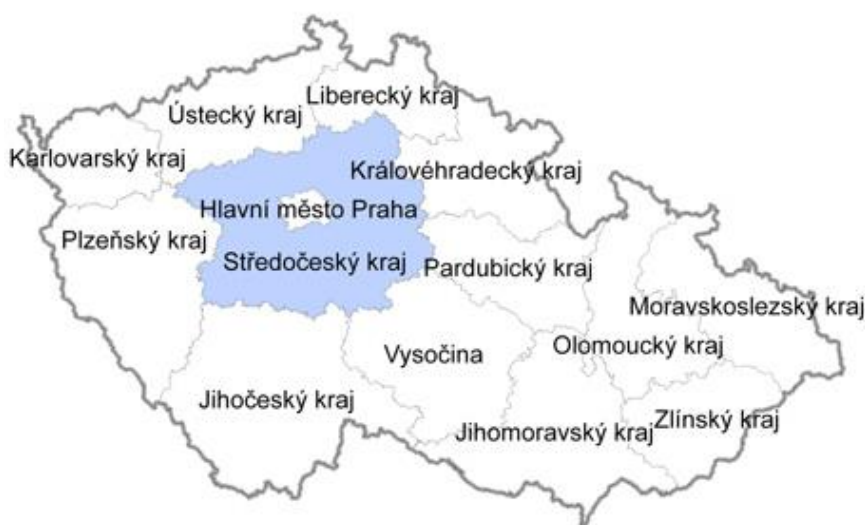 Liberecký kraj
Ústecký kraj
Karlovarský kraj
Královéhradecký kraj
Hlavní město Praha
Plzeňský kraj
Středočeský kraj
Pardubický kraj
Moravskoslezský kraj
Vysočina
Olomoucký kraj
Jihočeský kraj
Zlínský kraj
Jihomoravský kraj